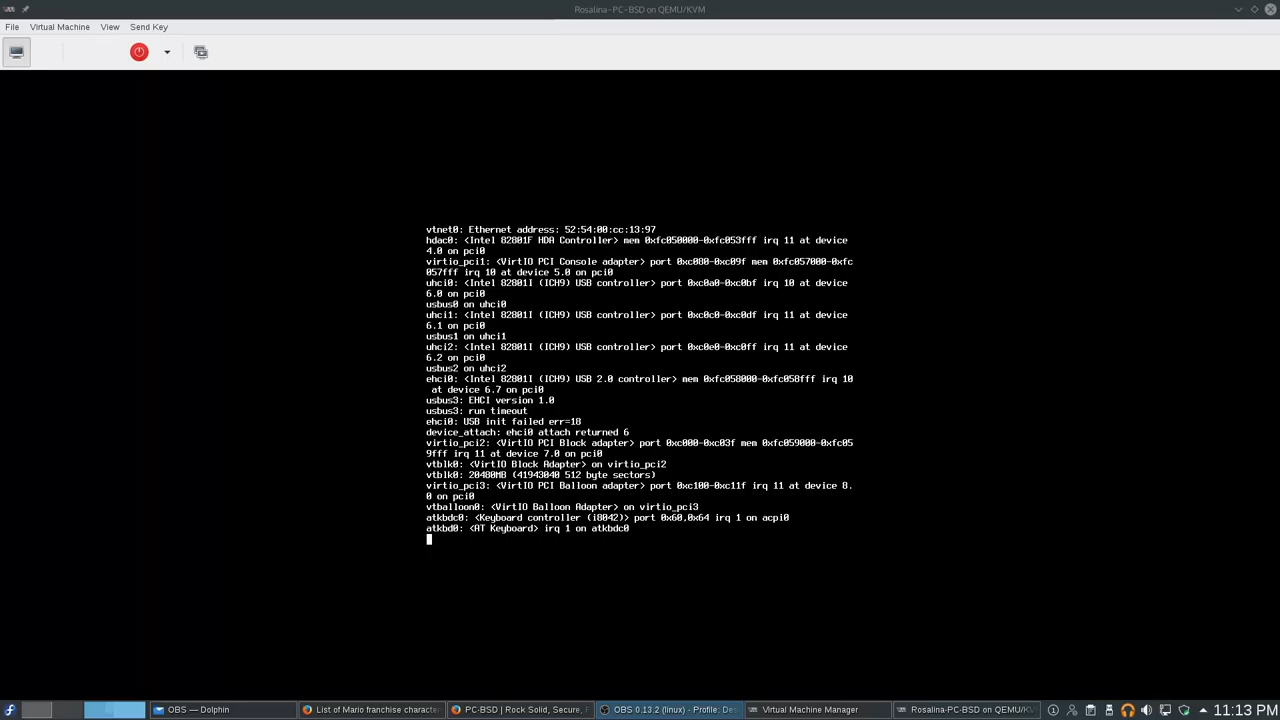 Rosalina-PC-BSD on QEMU/KVM
File Virtual Machine View Send Key
vtnet0: Ethernet address: 52:54:00:cc:13:97
hdac0: <Intel 82801F HDA Controller> mem 0xfc050000-0xfc053fff irq 11 at device
4.0 on pci0
virtio_pci1: <VirtIO PCI Console adapter> port 0xc080-0xc09f mem 0xfc057000-0xfc
057fff irq 10 at device 5.0 on pci0
uhci0: <Intel 82801I (ICH9) USB controller> port 0xc0a0-0xc0bf irq 10 at device
6.0 on pci0
usbus0 on uhci0
uhci1: <Intel 82801I (ICH9) USB controller> port 0xc0c0-0xc0df irq 11 at device
6.1 on pci0
usbus1 on uhci1
uhci2: <Intel 82801I (ICH9) USB controller> port 0xc0e0-0xc0ff irq 11 at device
6.2 on pci0
usbus2 on uhci2
ehci0: <Intel 82801I (ICH9) USB 2.0 controller> mem 0xfc058000-0xfc058fff irq 10
at device 6.7 on pci0
usbus3: EHCI version 1.0
usbus3: run timeout
ehci0: USB init failed err=18
device_attach: ehci0 attach returned 6
virtio_pci2: <VirtIO PCI Block adapter> port 0xc000-0xc03f mem 0xfc059000-0xfc05
9fff irq 11 at device 7.0 on pci0
vtblk0: <VirtIO Block Adapter> on virtio_pci2
vtblk0: 20480MB (41943040 512 byte sectors)
virtio_pci3: <VirtIO PCI Balloon adapter> port 0xc100-0xc11f irq 11 at device 8.
0 on pci0
vtballoon0: <VirtIO Balloon Adapter> on virtio_pci3
atkbdc0: <Keyboard controller (i8042)> port 0x60,0x64 irq 1 on acpi0
atkbd0: <AT Keyboard> irq 1 on atkbdc0
OBS — Dolphin List of Mario franchise character PC-BSD | Rock Solid, Secure, F OBS 0.13.2 (linux) - Profile: Des Virtual Machine Manager Rosalina-PC-BSD on QEMU/KV 11:13 PM